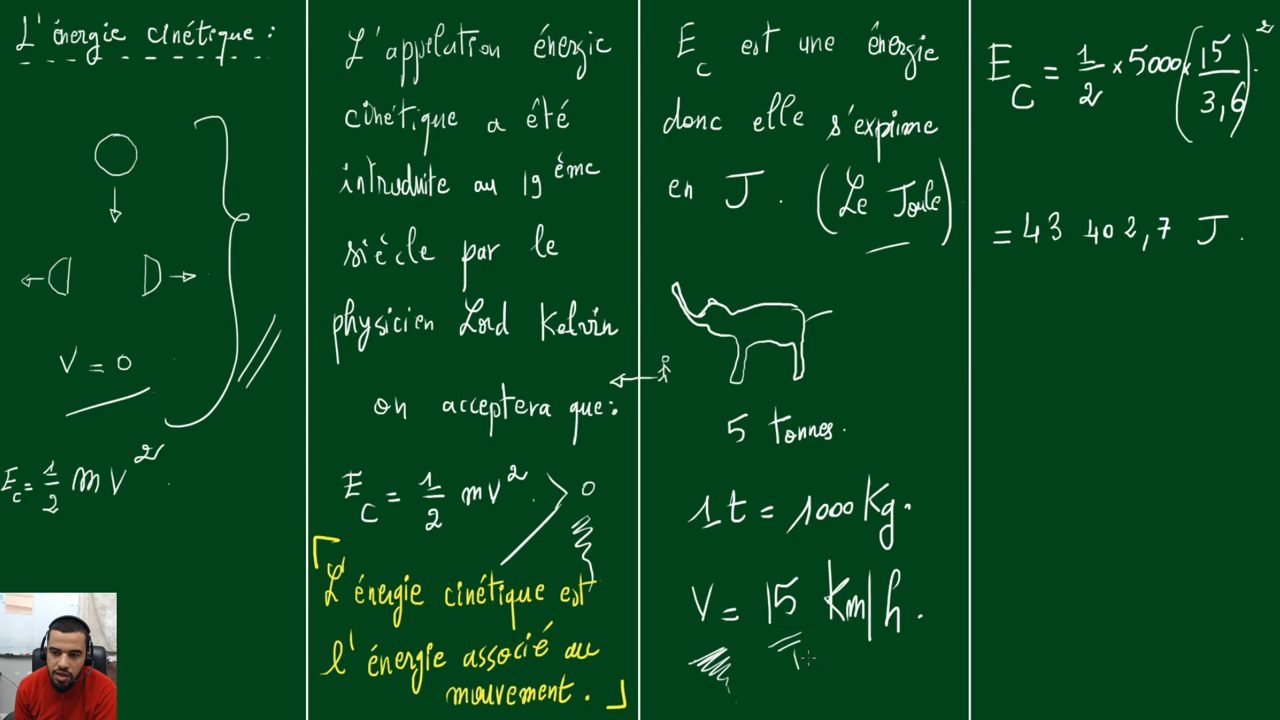 L'énergie cinétique :
V = 0
Ec = 1/2 m V²
L'appelation énergie
cinétique a été
introduite au 19 ème
siècle par le
physicien Lord Kelvin
on acceptera que :
Ec = 1/2 mV² > 0
"L'énergie cinétique est
l'énergie associé au
mouvement."
Ec est une énergie
donc elle s'exprime
en J. (Le Joule)
5 tonnes.
1t = 1000 Kg.
V = 15 Km/h.
Ec = 1/2 × 5000 × (15/3,6)².
= 43 402,7 J.